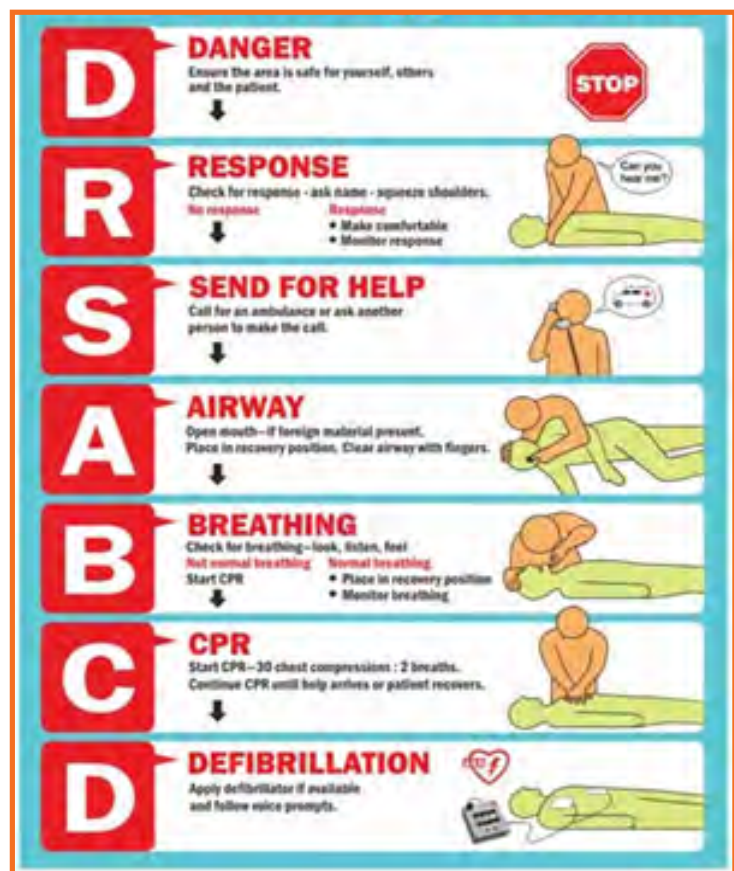 D
DANGER
Ensure the area is safe for yourself, others
and the patient.
STOP
R
RESPONSE
Check for response - ask name - squeeze shoulders.
No response
Response
• Make comfortable
• Monitor response
Can you
hear me?
S
SEND FOR HELP
Call for an ambulance or ask another
person to make the call.
A
AIRWAY
Open mouth—if foreign material present.
Place in recovery position. Clear airway with fingers.
B
BREATHING
Check for breathing—look, listen, feel
Not normal breathing
Normal breathing
Start CPR
• Place in recovery position
• Monitor breathing
C
CPR
Start CPR—30 chest compressions : 2 breaths.
Continue CPR until help arrives or patient recovers.
D
DEFIBRILLATION
Apply defibrillator if available
and follow voice prompts.